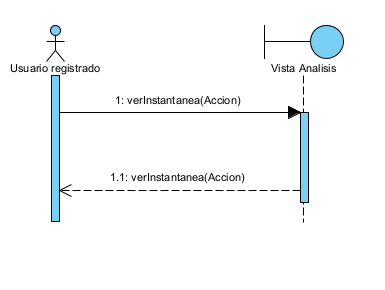 Usuario registrado
Vista Analisis
1: verInstantanea(Accion)
1.1: verInstantanea(Accion)